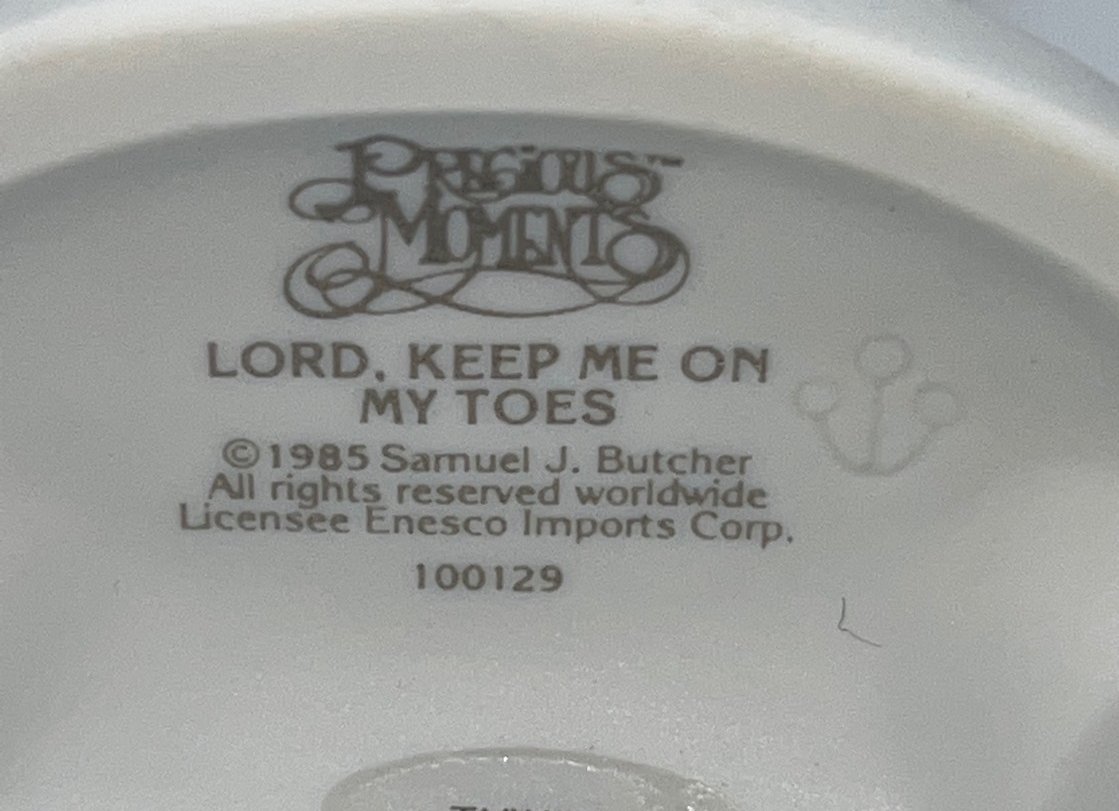 PRECIOUS™
MOMENTS
LORD, KEEP ME ON
MY TOES
©1985 Samuel J. Butcher
All rights reserved worldwide
Licensee Enesco Imports Corp.
100129